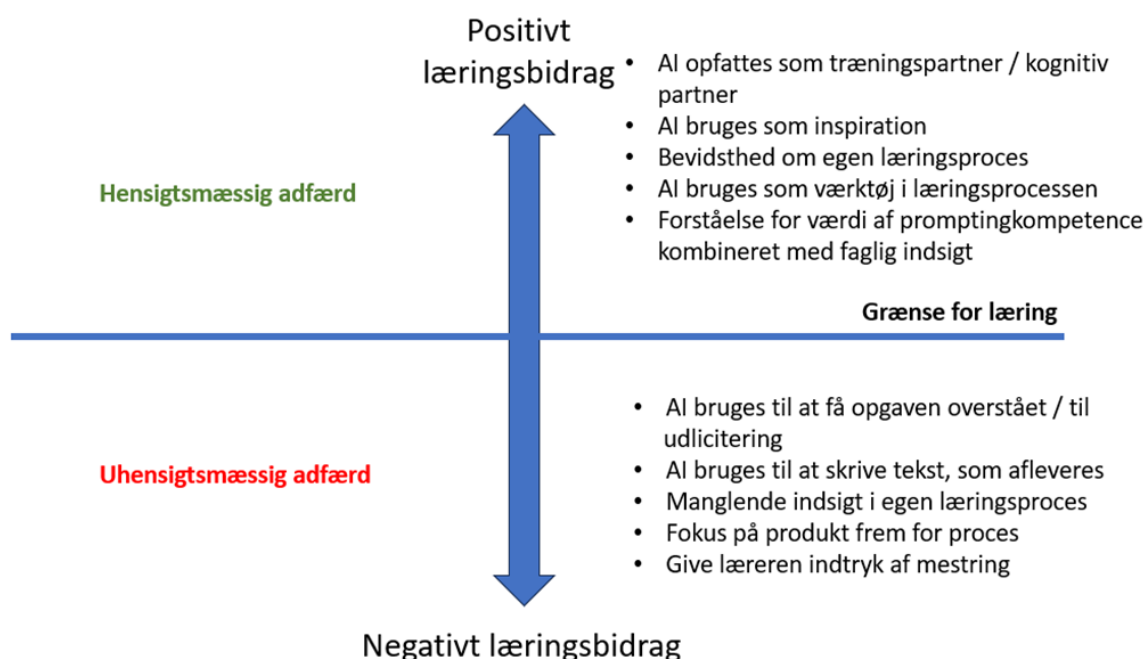 Positivt
læringsbidrag
• AI opfattes som træningspartner / kognitiv
partner
• AI bruges som inspiration
• Bevidsthed om egen læringsproces
• AI bruges som værktøj i læringsprocessen
• Forståelse for værdi af promptingkompetence
kombineret med faglig indsigt
Hensigtsmæssig adfærd
Grænse for læring
• AI bruges til at få opgaven overstået / til
udlicitering
• AI bruges til at skrive tekst, som afleveres
• Manglende indsigt i egen læringsproces
• Fokus på produkt frem for proces
• Give læreren indtryk af mestring
Uhensigtsmæssig adfærd
Negativt læringsbidrag